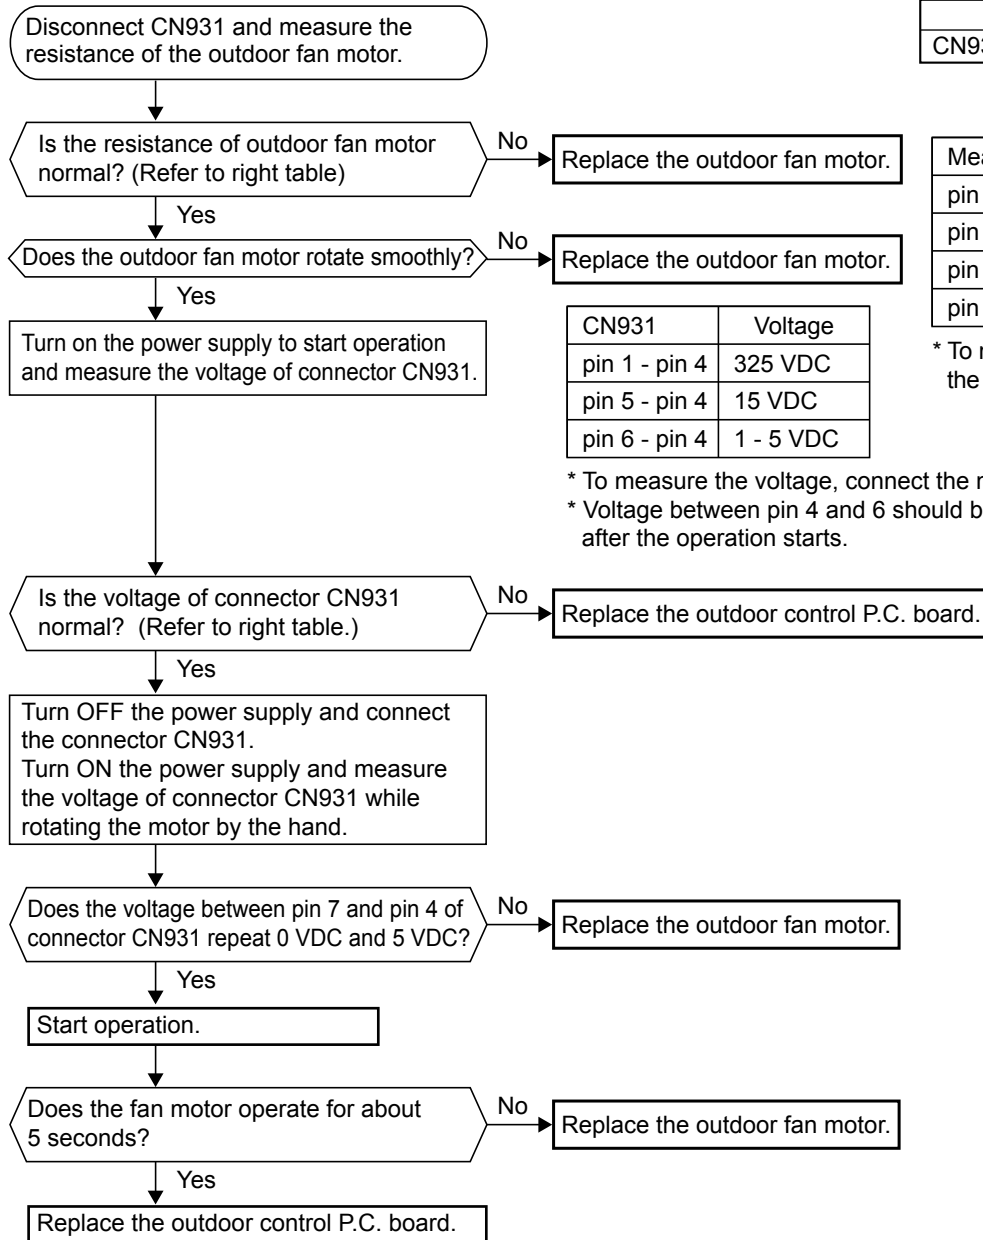 Disconnect CN931 and measure the
resistance of the outdoor fan motor.
Is the resistance of outdoor fan motor
normal? (Refer to right table)
No
Replace the outdoor fan motor.
Yes
Does the outdoor fan motor rotate smoothly?
No
Replace the outdoor fan motor.
Yes
Turn on the power supply to start operation
and measure the voltage of connector CN931.
CN931 Voltage
pin 1 - pin 4 325 VDC
pin 5 - pin 4 15 VDC
pin 6 - pin 4 1 - 5 VDC
* To measure the voltage, connect the
* Voltage between pin 4 and 6 should
after the operation starts.
pin
pin
pin
pin
* To
the
Is the voltage of connector CN931
normal? (Refer to right table.)
No
Replace the outdoor control P.C. board.
Yes
Turn OFF the power supply and connect
the connector CN931.
Turn ON the power supply and measure
the voltage of connector CN931 while
rotating the motor by the hand.
Does the voltage between pin 7 and pin 4 of
connector CN931 repeat 0 VDC and 5 VDC?
No
Replace the outdoor fan motor.
Yes
Start operation.
Does the fan motor operate for about
5 seconds?
No
Replace the outdoor fan motor.
Yes
Replace the outdoor control P.C. board.